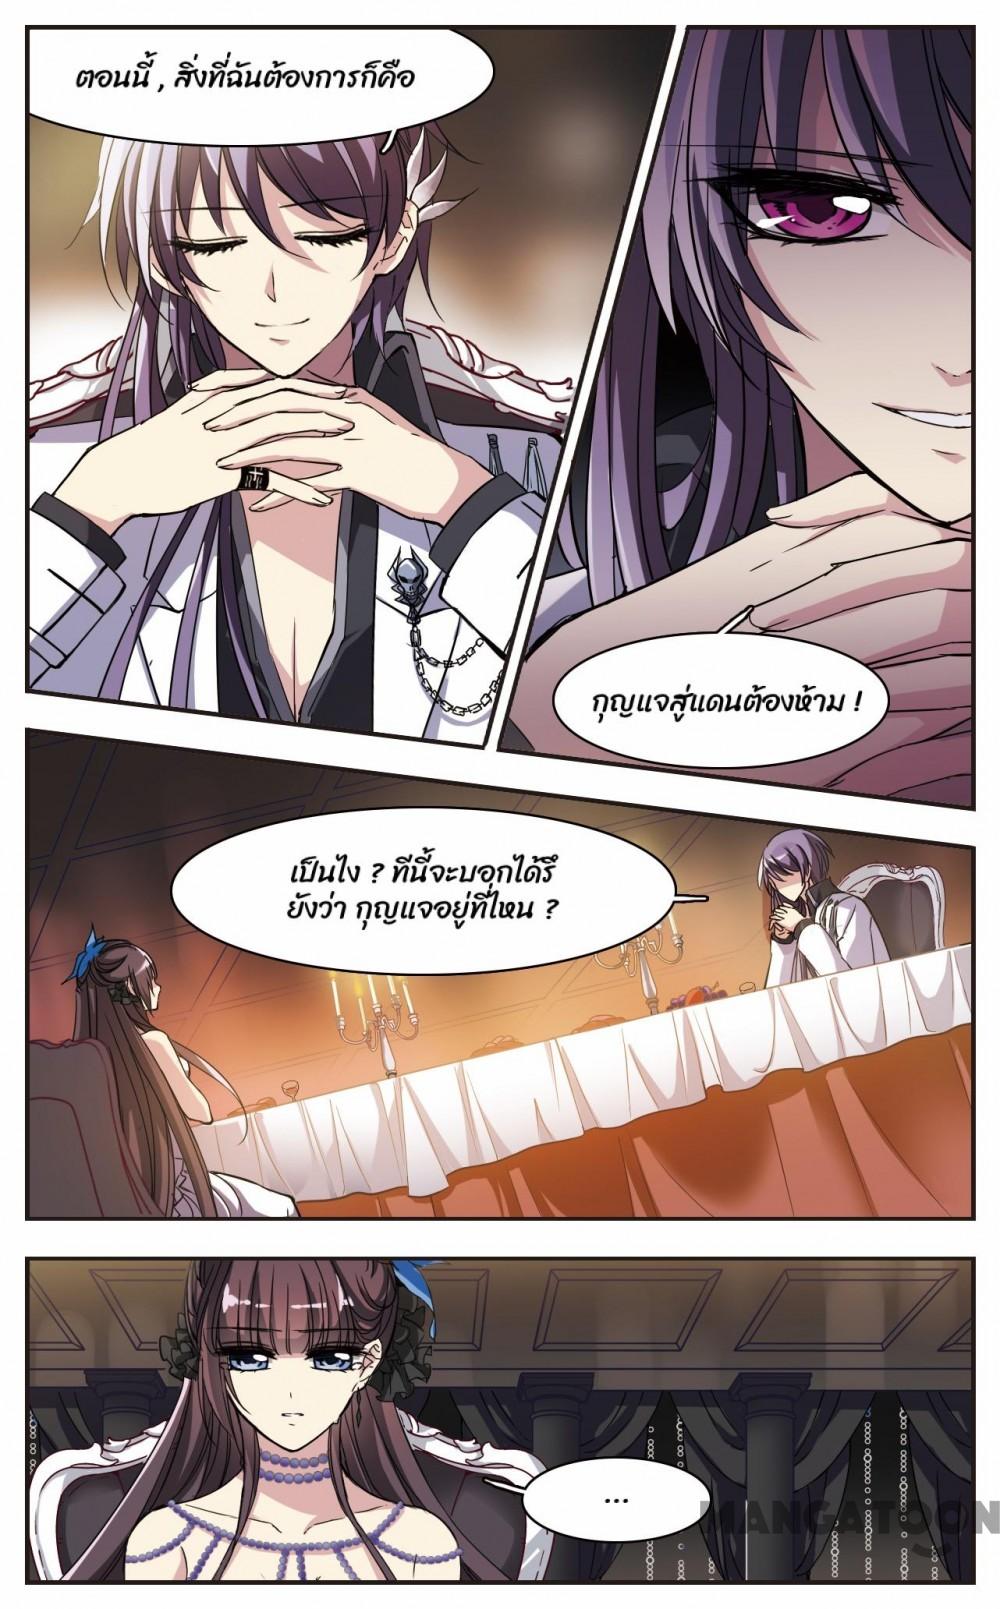 ตอนนี้ , สิ่งที่ฉันต้องการก็คือ
กุญแจสู่แดนต้องห้าม !
เป็นไง ? ทีนี้จะบอกได้รึ
ยังว่า กุญแจอยู่ที่ไหน ?
...
MANGATOON